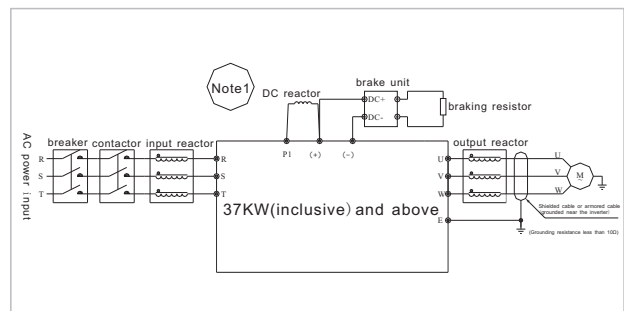 Note1
DC reactor
brake unit
DC+
DC-
braking resistor
AC power input
breaker
contactor
input reactor
output reactor
R
S
T
R
S
T
P1
(+)
(-)
37KW(inclusive) and above
U
V
W
E
U
V
W
M
~
Shielded cable or armored cable
(grounded near the inverter)
(Grounding resistance less than 10Ω)